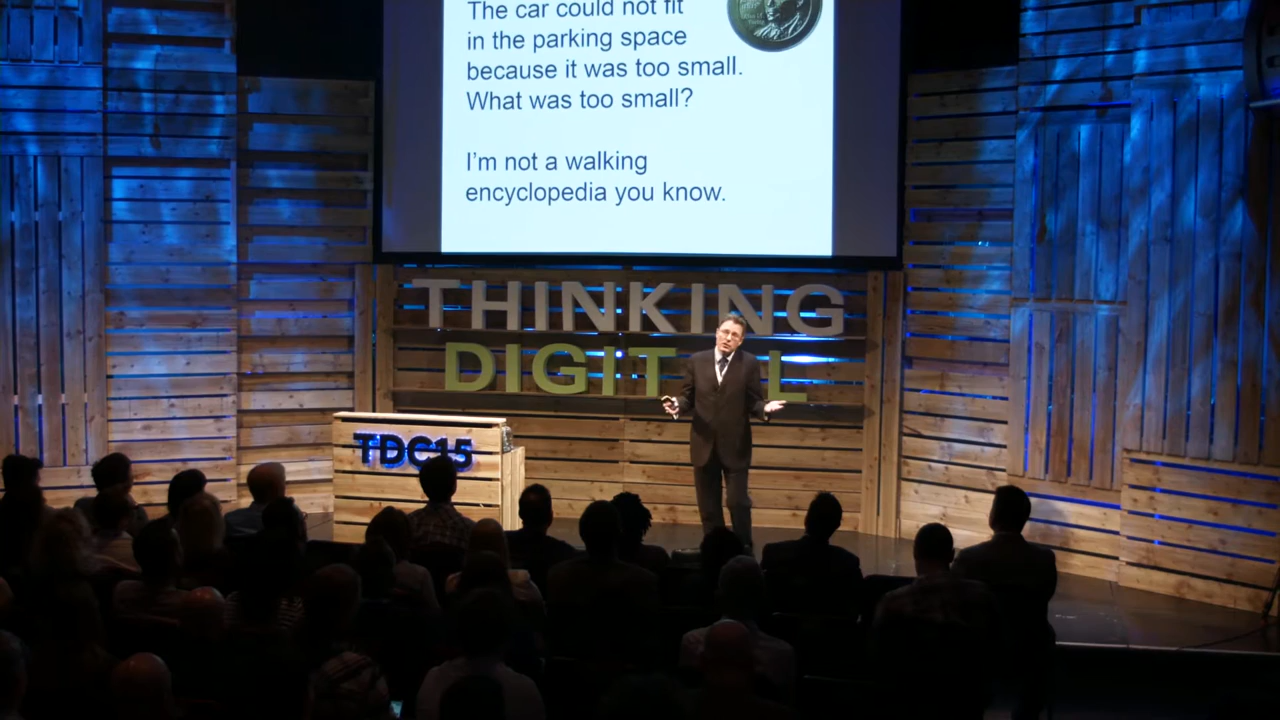 The car could not fit
in the parking space
because it was too small.
What was too small?
I'm not a walking
encyclopedia you know.
THINKING
DIGIT L
TDC15